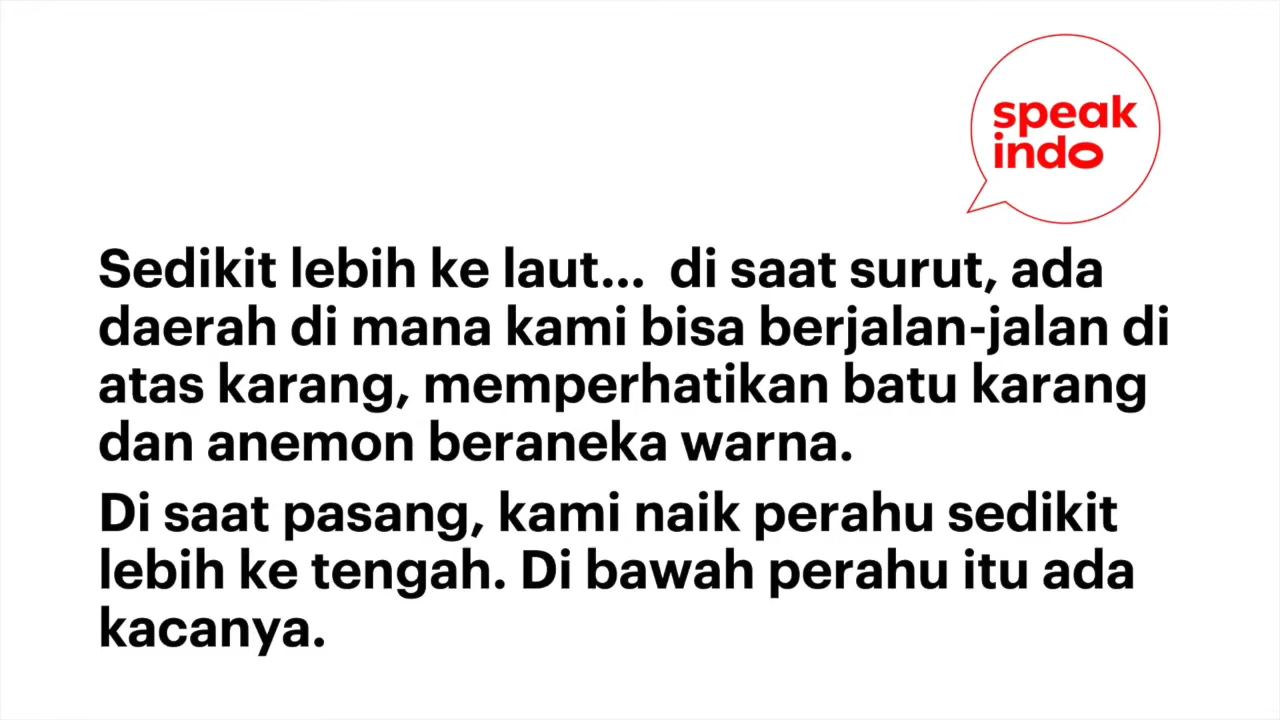 speak
indo
Sedikit lebih ke laut...  di saat surut, ada
daerah di mana kami bisa berjalan-jalan di
atas karang, memperhatikan batu karang
dan anemon beraneka warna.
Di saat pasang, kami naik perahu sedikit
lebih ke tengah. Di bawah perahu itu ada
kacanya.